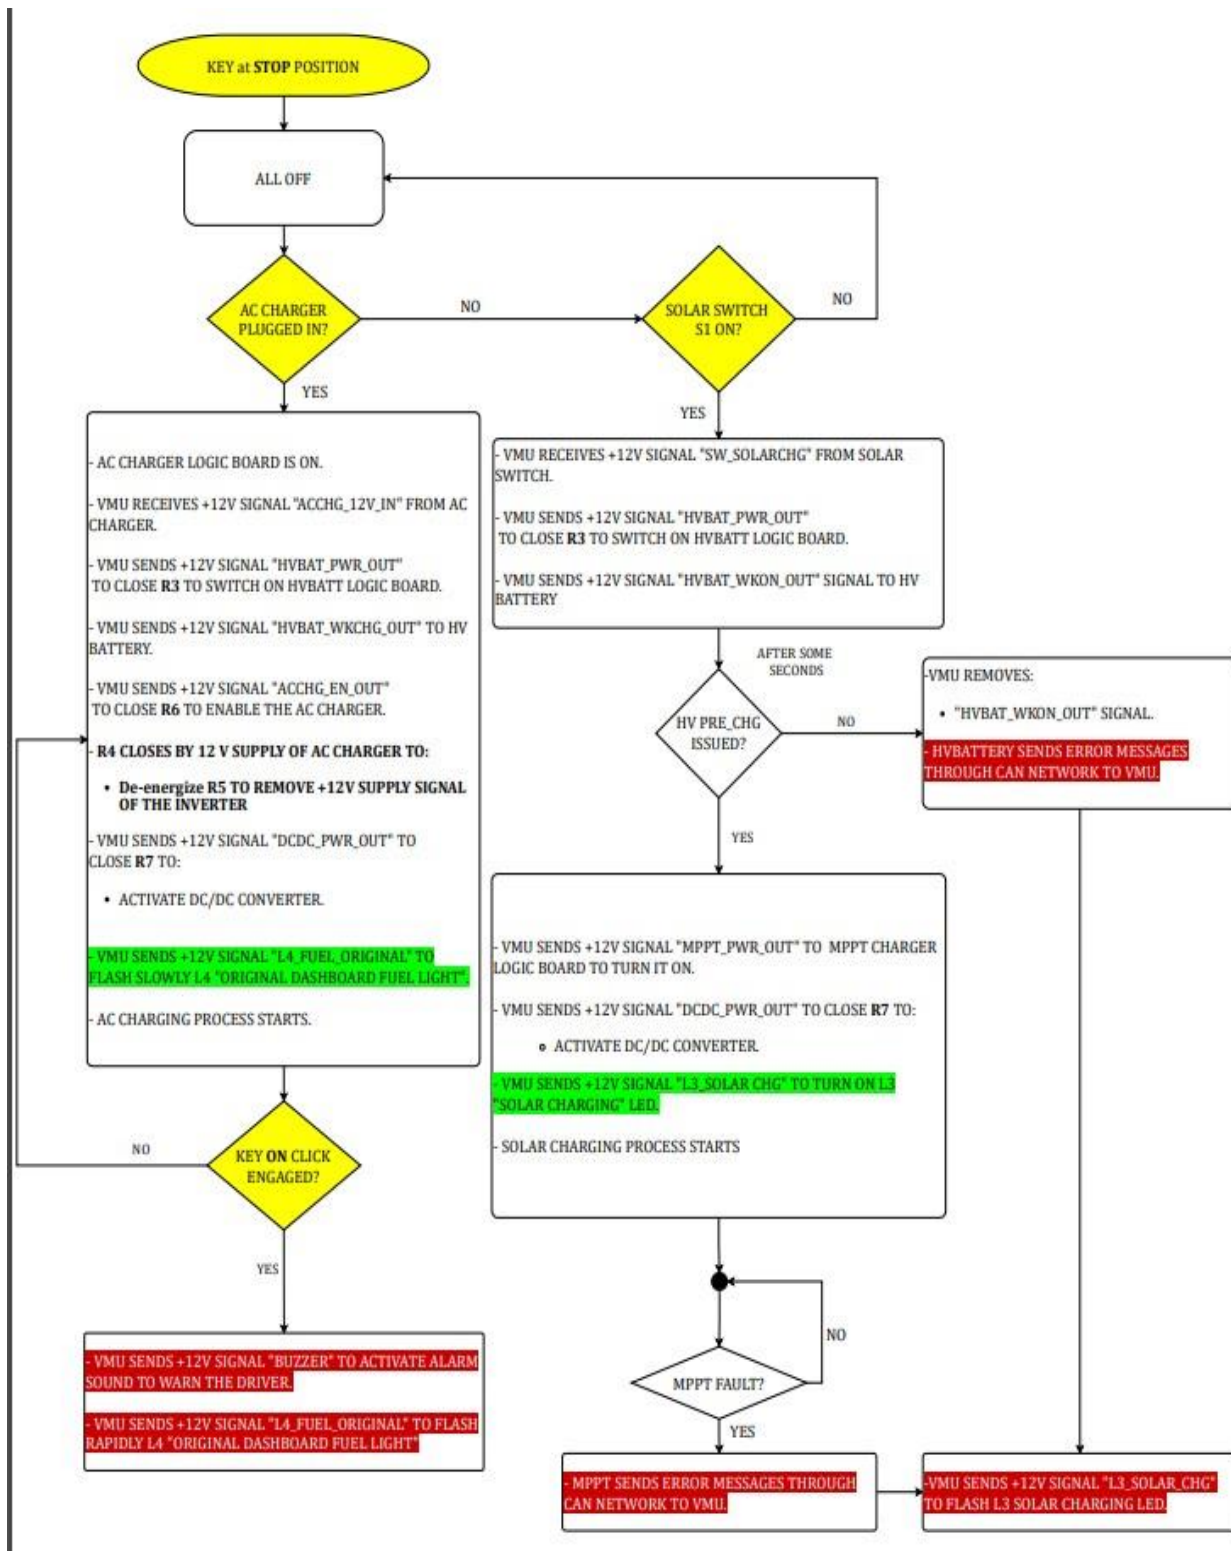 KEY at STOP POSITION
ALL OFF
AC CHARGER
PLUGGED IN?
NO
SOLAR SWITCH
S1 ON?
NO
YES
- AC CHARGER LOGIC BOARD IS ON.
- VMU RECEIVES +12V SIGNAL "ACCHG_12V_IN" FROM AC
CHARGER.
- VMU SENDS +12V SIGNAL "HVBAT_PWR_OUT"
TO CLOSE R3 TO SWITCH ON HVBATT LOGIC BOARD.
- VMU SENDS +12V SIGNAL "HVBAT_WKCHG_OUT" TO HV
BATTERY.
- VMU SENDS +12V SIGNAL "ACCHG_EN_OUT"
TO CLOSE R6 TO ENABLE THE AC CHARGER.
- R4 CLOSES BY 12 V SUPPLY OF AC CHARGER TO:
• De-energize R5 TO REMOVE +12V SUPPLY SIGNAL
OF THE INVERTER
- VMU SENDS +12V SIGNAL "DCDC_PWR_OUT" TO
CLOSE R7 TO:
• ACTIVATE DC/DC CONVERTER.
- VMU SENDS +12V SIGNAL "L4_FUEL_ORIGINAL" TO
FLASH SLOWLY L4 "ORIGINAL DASHBOARD FUEL LIGHT".
- AC CHARGING PROCESS STARTS.
NO
KEY ON CLICK
ENGAGED?
YES
- VMU SENDS +12V SIGNAL "BUZZER" TO ACTIVATE ALARM
SOUND TO WARN THE DRIVER.
- VMU SENDS +12V SIGNAL "L4_FUEL_ORIGINAL" TO FLASH
RAPIDLY L4 "ORIGINAL DASHBOARD FUEL LIGHT"
YES
- VMU RECEIVES +12V SIGNAL "SW_SOLARCHG" FROM SOLAR
SWITCH.
- VMU SENDS +12V SIGNAL "HVBAT_PWR_OUT"
TO CLOSE R3 TO SWITCH ON HVBATT LOGIC BOARD.
- VMU SENDS +12V SIGNAL "HVBAT_WKON_OUT" SIGNAL TO HV
BATTERY
AFTER SOME
SECONDS
HV PRE_CHG
ISSUED?
NO
-VMU REMOVES:
• "HVBAT_WKON_OUT" SIGNAL.
- HVBATTERY SENDS ERROR MESSAGES
THROUGH CAN NETWORK TO VMU.
YES
- VMU SENDS +12V SIGNAL "MPPT_PWR_OUT" TO MPPT CHARGER
LOGIC BOARD TO TURN IT ON.
- VMU SENDS +12V SIGNAL "DCDC_PWR_OUT" TO CLOSE R7 TO:
ACTIVATE DC/DC CONVERTER.
- VMU SENDS +12V SIGNAL "L3_SOLAR CHG" TO TURN ON L3
"SOLAR CHARGING" LED.
- SOLAR CHARGING PROCESS STARTS
NO
MPPT FAULT?
YES
- MPPT SENDS ERROR MESSAGES THROUGH
CAN NETWORK TO VMU.
-VMU SENDS +12V SIGNAL "L3_SOLAR_CHG"
TO FLASH L3 SOLAR CHARGING LED.